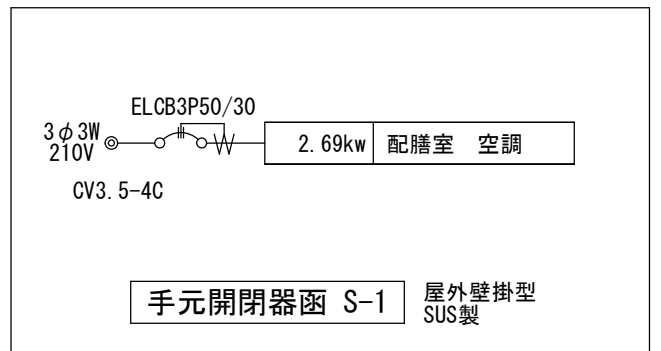 ELCB3P50/30
3φ3W
210V
2.69kw 配膳室 空調
CV3.5-4C
手元開閉器函 S-1
屋外壁掛型
SUS製